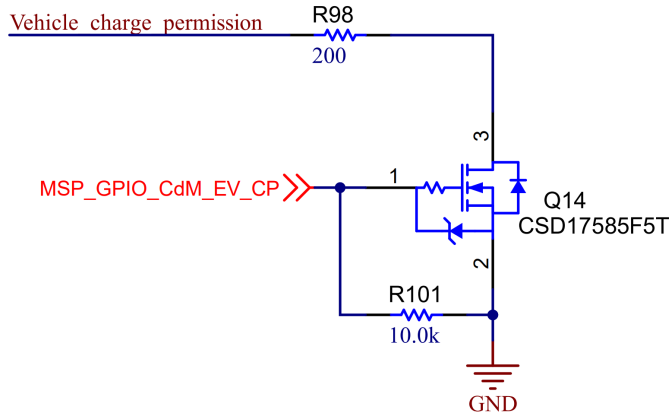 Vehicle charge permission
R98
200
3
MSP_GPIO_CdM_EV_CP
1
Q14
CSD17585F5T
2
R101
10.0k
GND